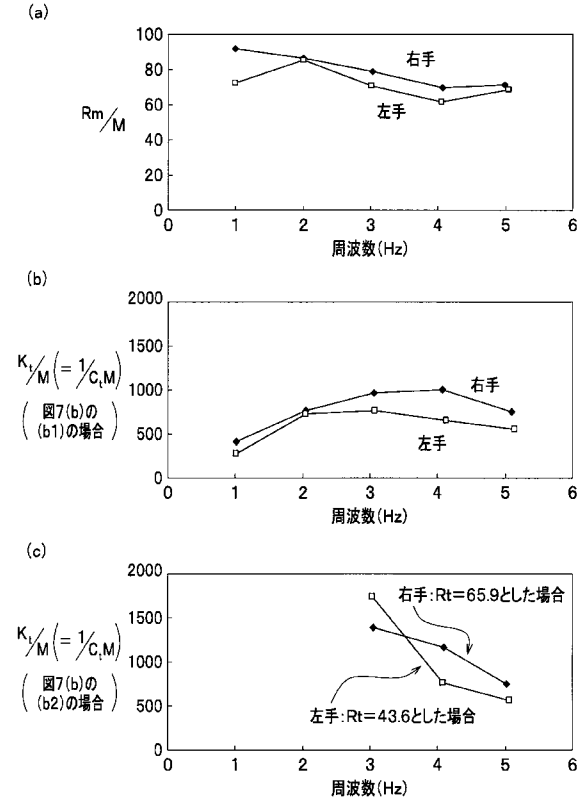 (a)
100
80
60
40
20
0
Rm/M
右手
左手
0 1 2 3 4 5 6
周波数(Hz)
(b)
2000
1500
1000
500
0
Kt/M(=1/CtM)
(図7(b)の
(b1)の場合)
右手
左手
0 1 2 3 4 5 6
周波数(Hz)
(c)
2000
1500
1000
500
0
Kt/M(=1/CtM)
(図7(b)の
(b2)の場合)
右手:Rt=65.9とした場合
左手:Rt=43.6とした場合
0 1 2 3 4 5 6
周波数(Hz)